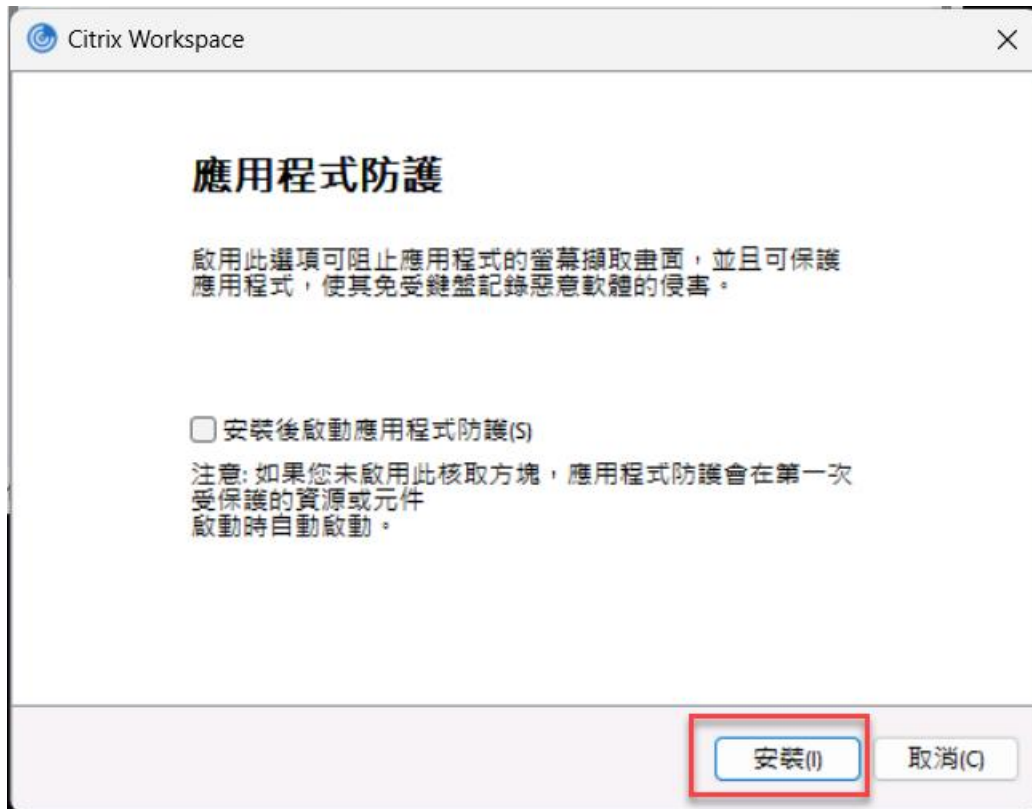 Citrix Workspace
應用程式防護
啟用此選項可阻止應用程式的螢幕擷取畫面，並且可保護
應用程式，使其免受鍵盤記錄惡意軟體的侵害。
安裝後啟動應用程式防護(S)
注意: 如果您未啟用此核取方塊，應用程式防護會在第一次
受保護的資源或元件
啟動時自動啟動。
安裝(I) 取消(C)